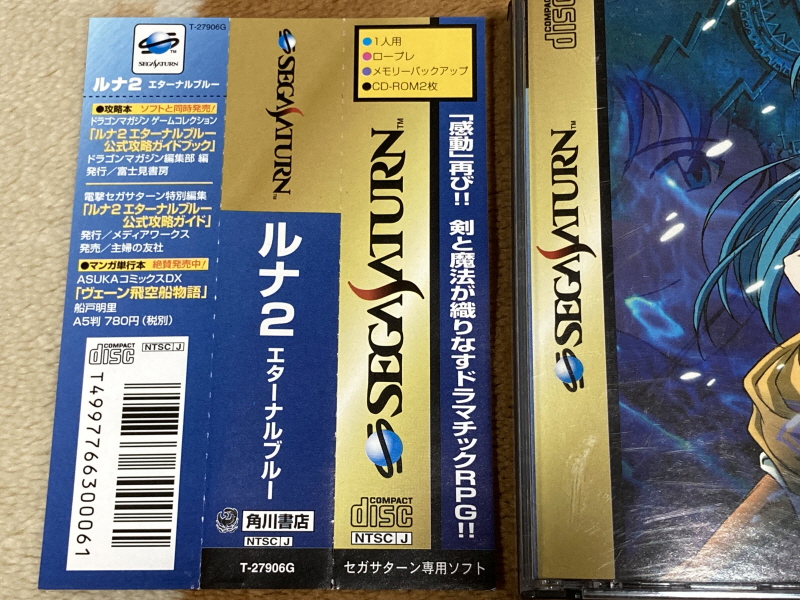 T-27906G
SEGA SATURN
ルナ2 エターナルブルー
●攻略本 ソフトと同時発売!
ドラゴンマガジン ゲームコレクション
「ルナ2 エターナルブルー
公式攻略ガイドブック」
ドラゴンマガジン編集部 編
発行/富士見書房
電撃セガサターン特別編集
「ルナ2 エターナルブルー
公式攻略ガイド」
発行/メディアワークス
発売/主婦の友社
●マンガ単行本 絶賛発売中!
ASUKAコミックスDX
「ヴェーン飛空船物語」
船戸明里
A5判 780円(税別)
COMPACT
disc
NTSC J
T4997766300061
SEGA SATURN™
ルナ2 エターナルブルー
角川書店
NTSC J
T-27906G
●1人用
●ロープレ
●メモリーバックアップ
●CD-ROM2枚
SEGA SATURN™
COMPACT
disc
NTSC J
セガサターン専用ソフト
「感動」再び!! 剣と魔法が織りなすドラマチックRPG!!
COMPACT
disc
SEGA SATURN™